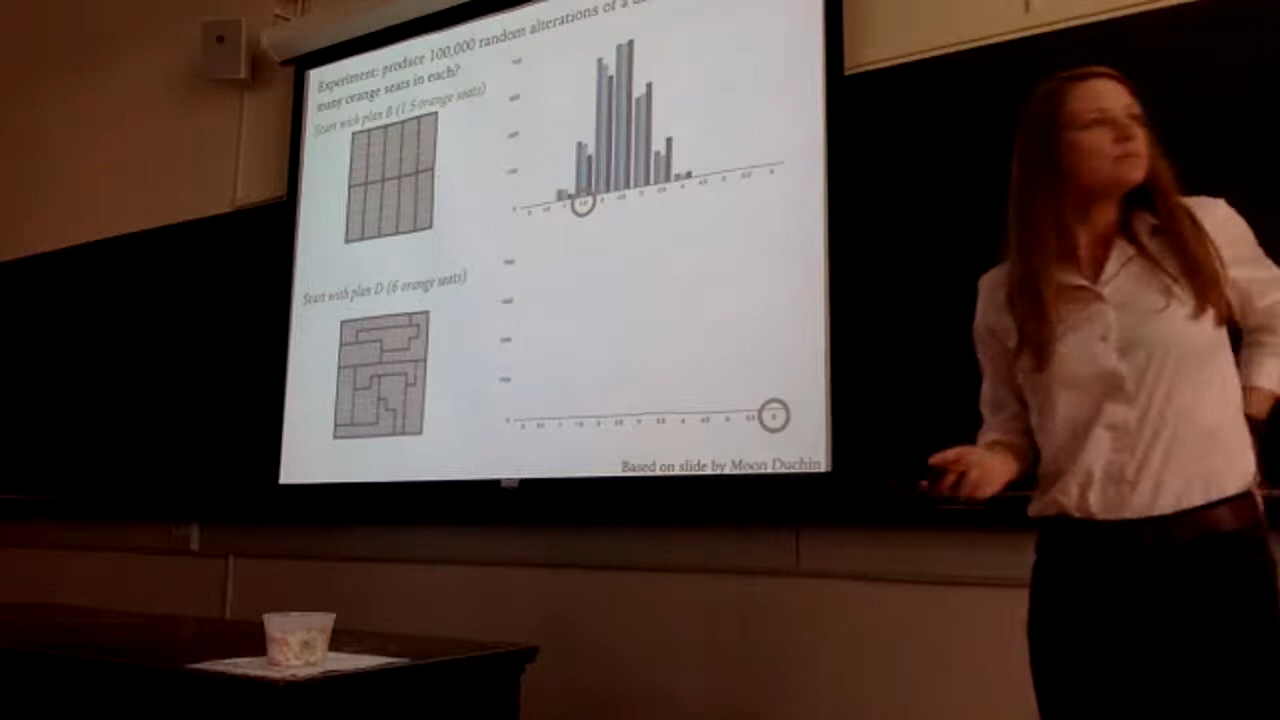 Experiment: produce 100,000 random alterations of a
many orange seats in each?
Start with plan B (1.5 orange seats)
Start with plan D (6 orange seats)
Based on slide by Moon Duchin